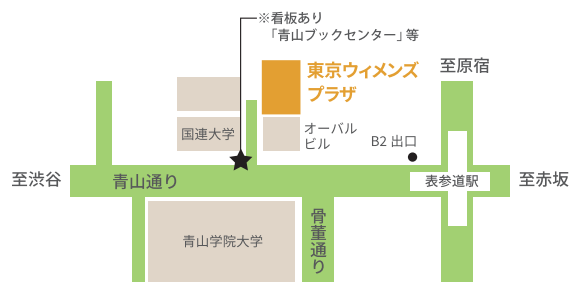 ※看板あり
「青山ブックセンター」等
東京ウィメンズ
プラザ
至原宿
国連大学
オーバル
ビル
B2 出口
至渋谷
青山通り
表参道駅
至赤坂
青山学院大学
骨董通り